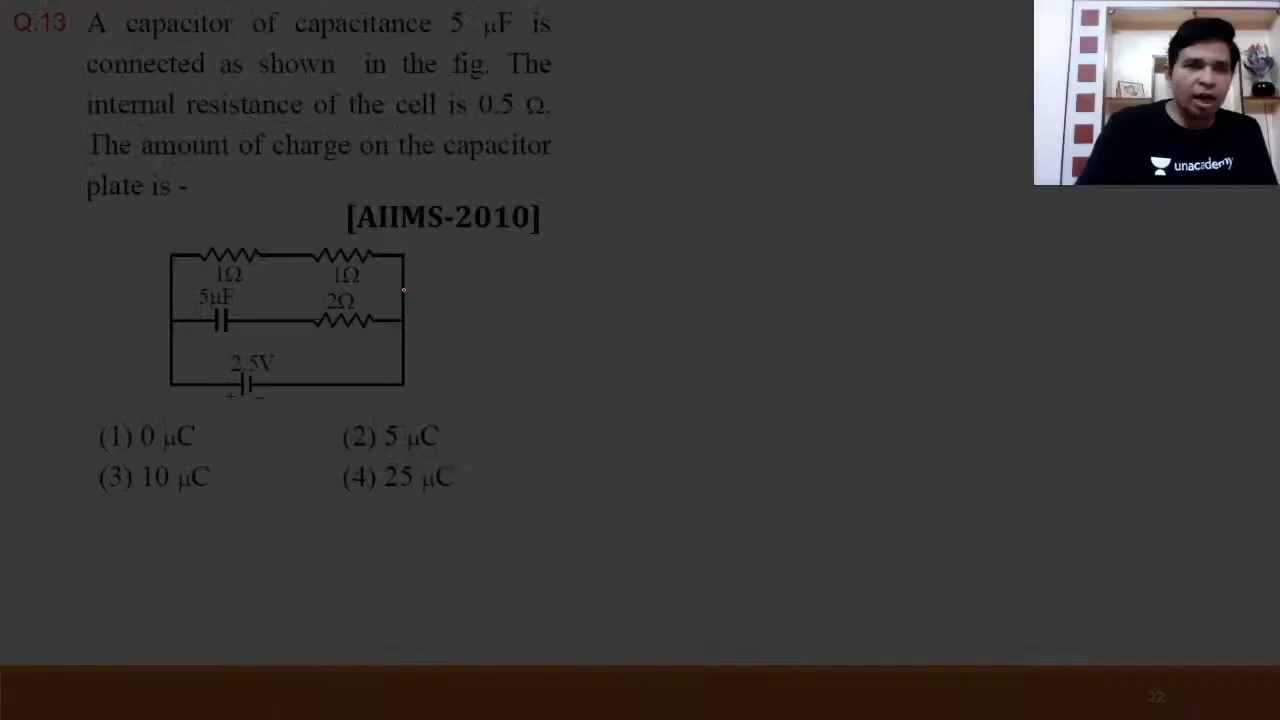 Q.13 A capacitor of capacitance 5 μF is
connected as shown in the fig. The
internal resistance of the cell is 0.5 Ω.
The amount of charge on the capacitor
plate is -
[AIIMS-2010]
1Ω 1Ω
5μF 2Ω
2.5V
+ -
(1) 0 μC (2) 5 μC
(3) 10 μC (4) 25 μC
unacademy
22